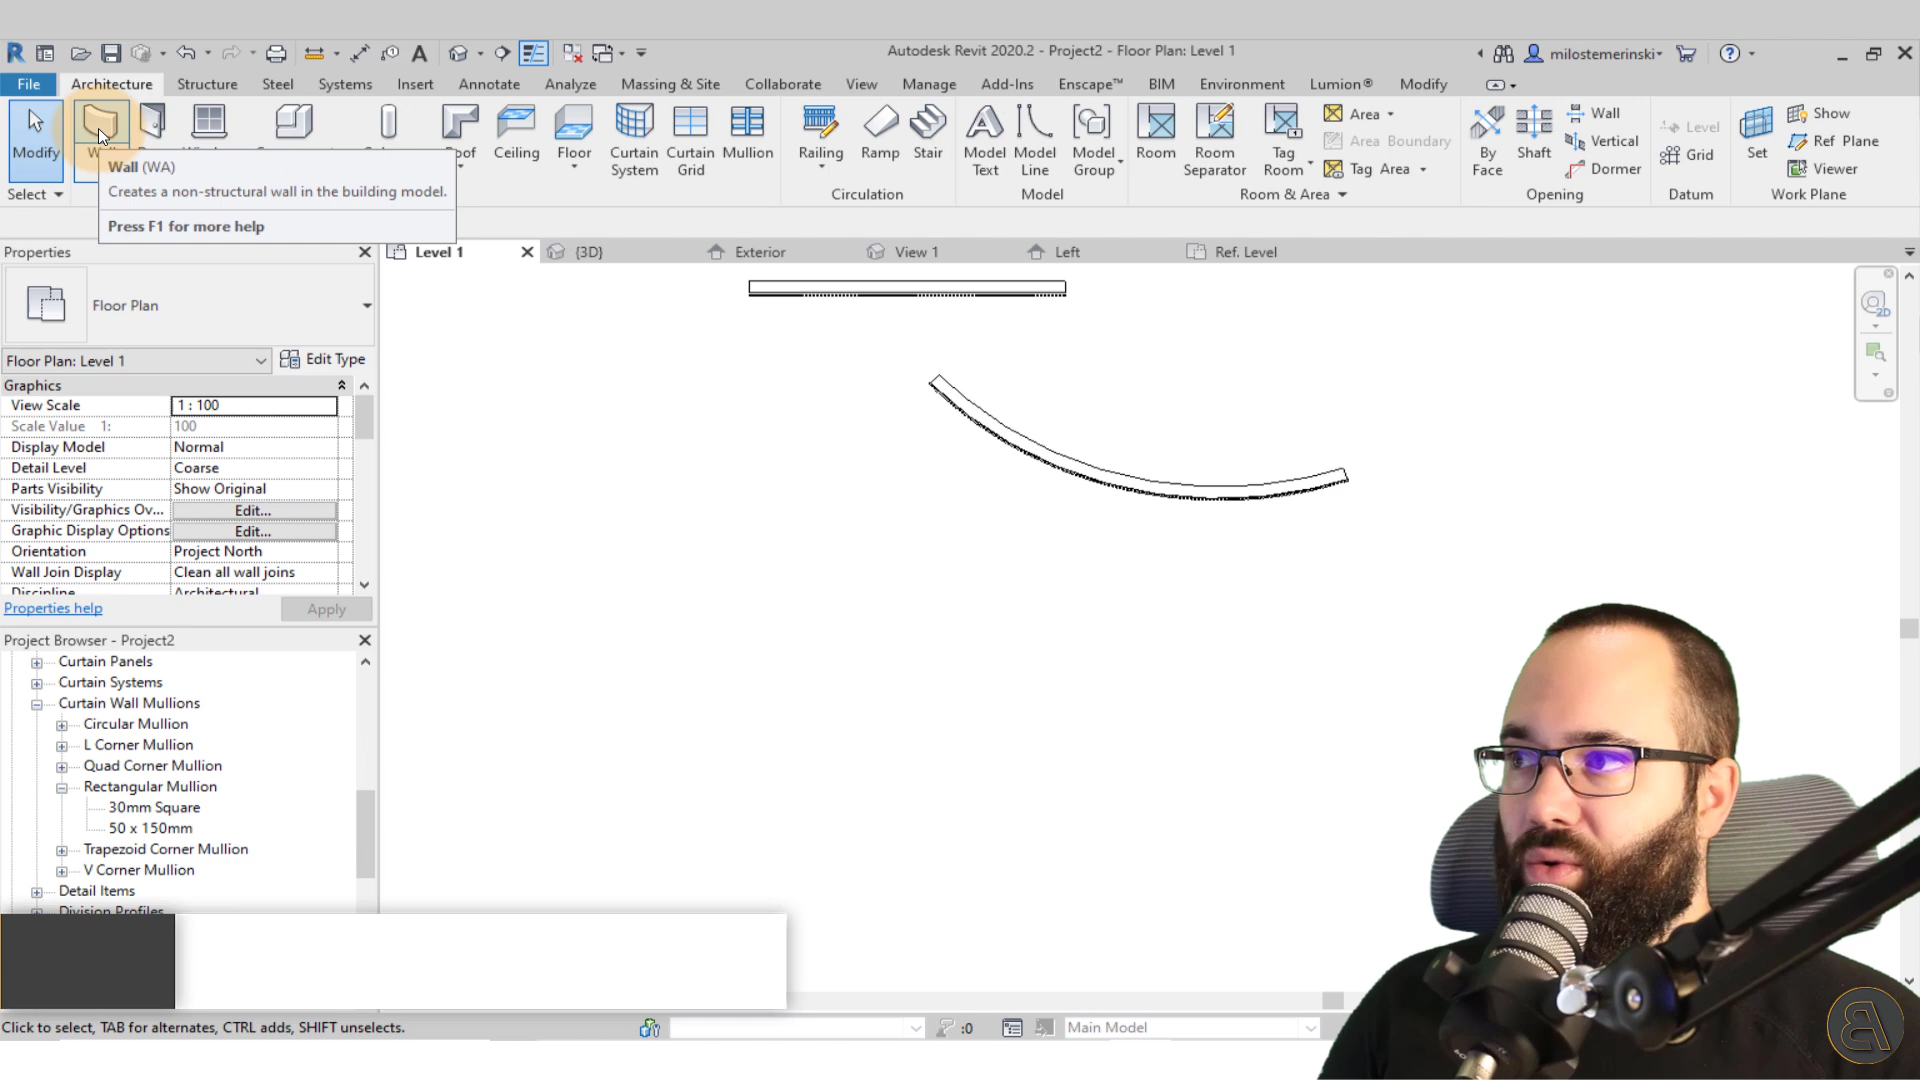 Autodesk Revit 2020.2 - Project2 - Floor Plan: Level 1
milostemerinski
File Architecture Structure Steel Systems Insert Annotate Analyze Massing & Site Collaborate View Manage Add-Ins Enscape™ BIM Environment Lumion® Modify
Modify
Ceiling
Floor
Curtain System
Curtain Grid
Mullion
Railing
Ramp
Stair
Model Text
Model Line
Model Group
Room
Room Separator
Tag Room
Area
Area Boundary
Tag Area
By Face
Shaft
Wall
Vertical
Dormer
Level
Grid
Set
Show
Ref Plane
Viewer
Select
Circulation
Model
Room & Area
Opening
Datum
Work Plane
Wall (WA)
Creates a non-structural wall in the building model.
Press F1 for more help
Properties
Level 1
{3D}
Exterior
View 1
Left
Ref. Level
2D
Floor Plan
Floor Plan: Level 1
Edit Type
Graphics
View Scale 1 : 100
Scale Value 1: 100
Display Model Normal
Detail Level Coarse
Parts Visibility Show Original
Visibility/Graphics Ov... Edit...
Graphic Display Options Edit...
Orientation Project North
Wall Join Display Clean all wall joins
Discipline Architectural
Properties help
Apply
Project Browser - Project2
Curtain Panels
Curtain Systems
Curtain Wall Mullions
Circular Mullion
L Corner Mullion
Quad Corner Mullion
Rectangular Mullion
30mm Square
50 x 150mm
Trapezoid Corner Mullion
V Corner Mullion
Detail Items
Division Profiles
Click to select, TAB for alternates, CTRL adds, SHIFT unselects.
:0
Main Model